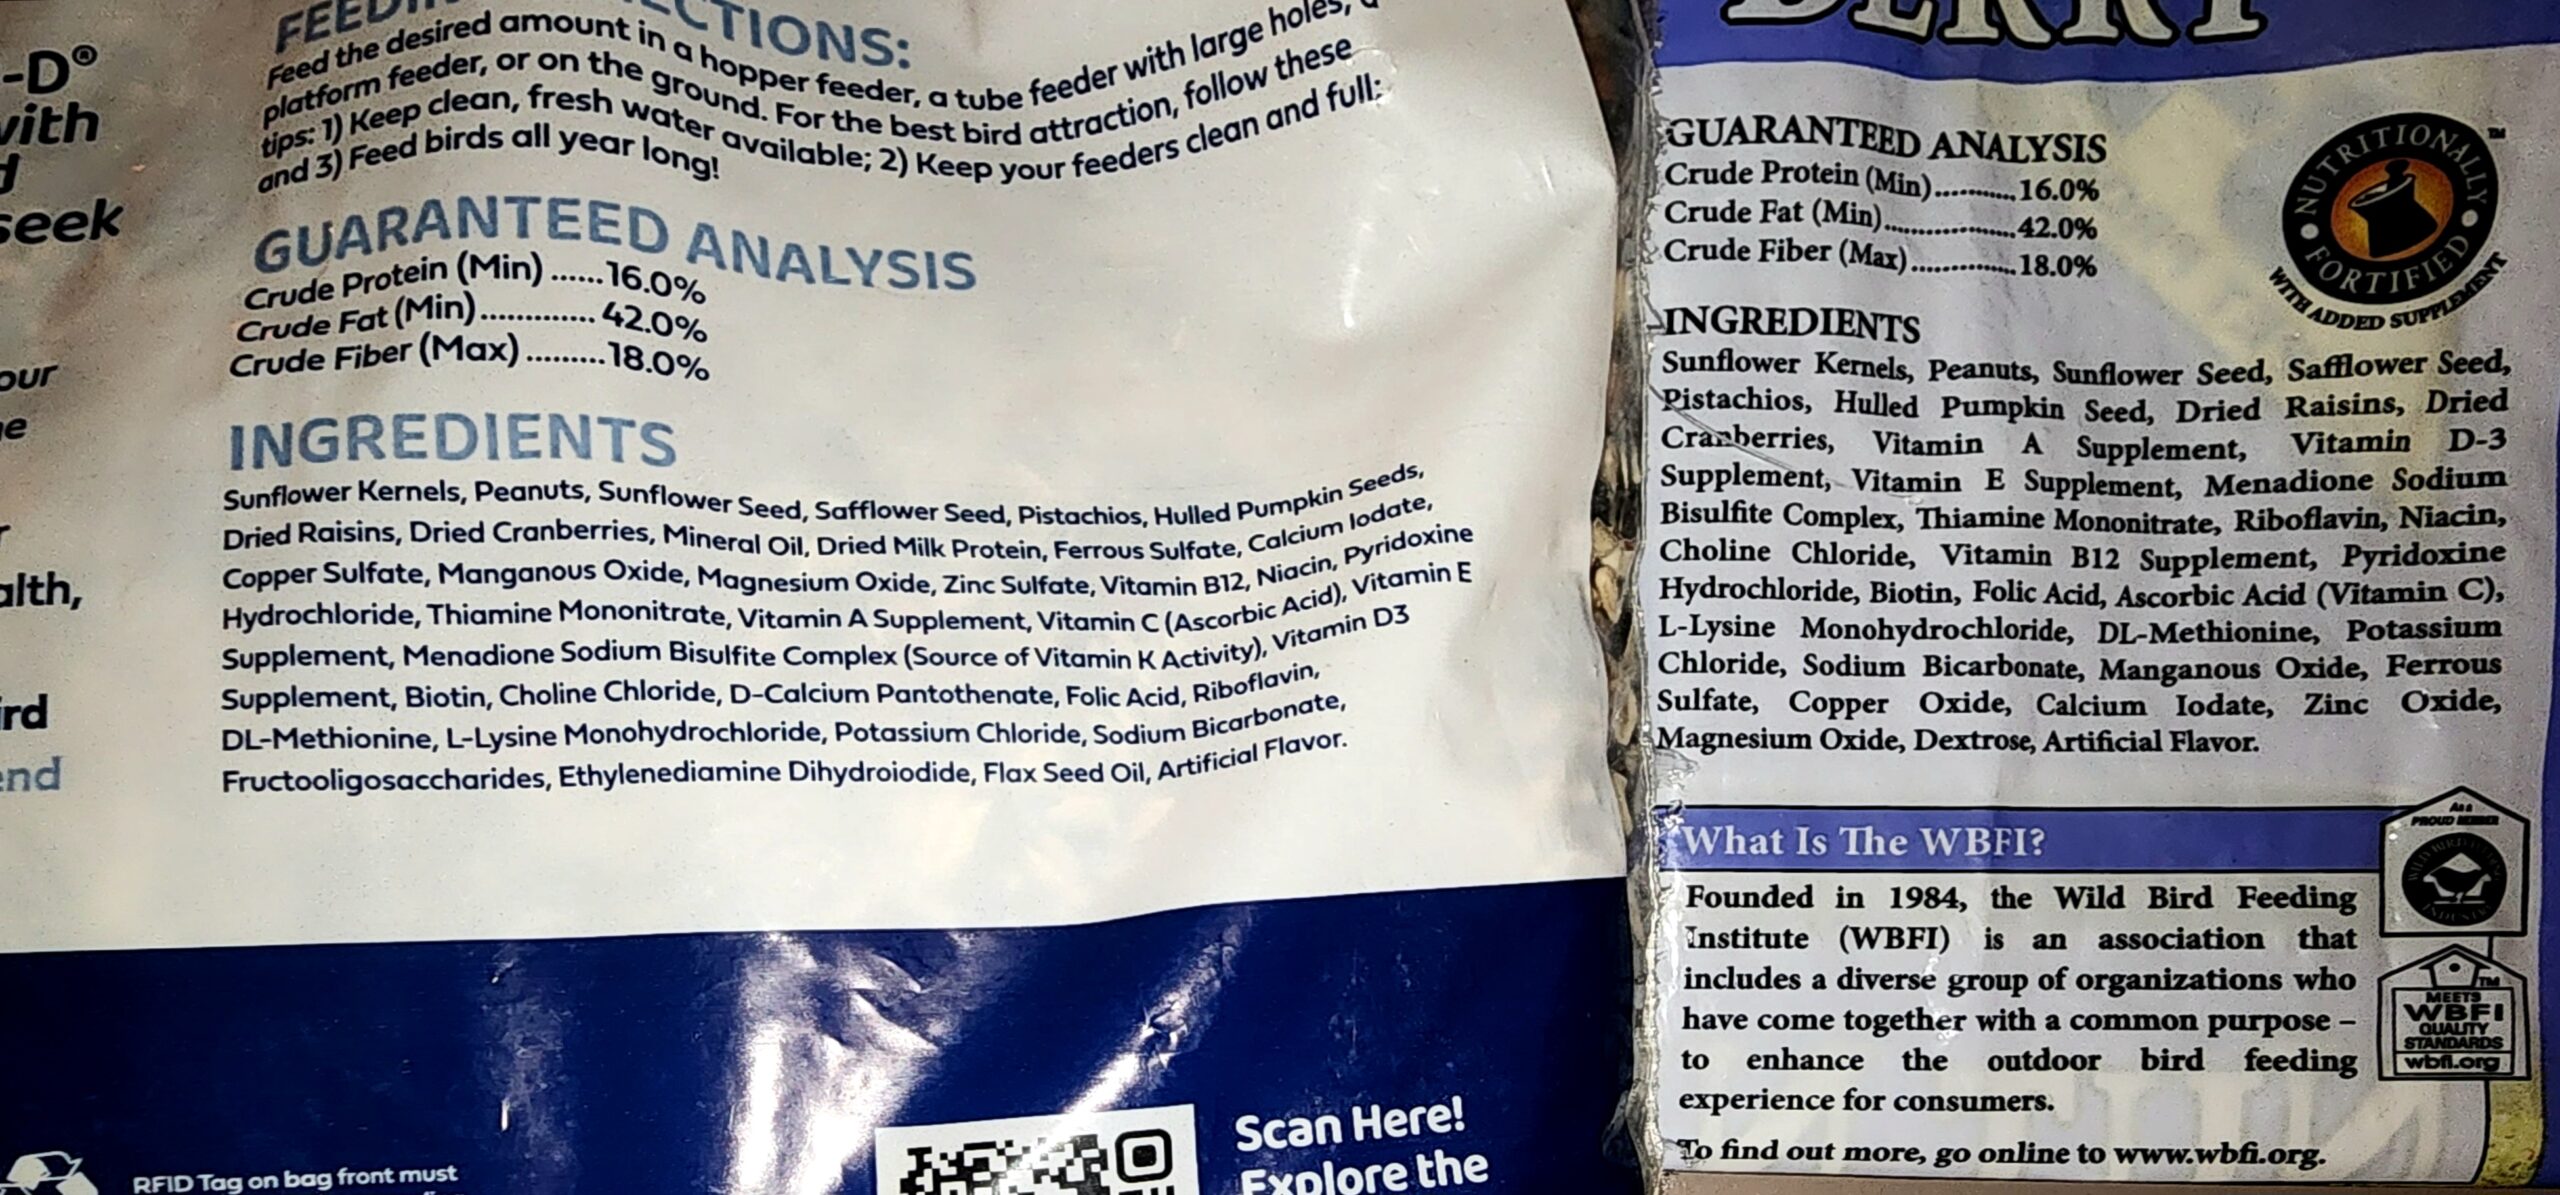 -D®
with
seek
our
alth,
end
CTIONS:
Feed the desired amount in a hopper feeder, a tube feeder with large holes, a
platform feeder, or on the ground. For the best bird attraction, follow these
tips: 1) Keep clean, fresh water available; 2) Keep your feeders clean and full;
and 3) Feed birds all year long!
GUARANTEED ANALYSIS
Crude Protein (Min) ......16.0%
Crude Fat (Min)............. 42.0%
Crude Fiber (Max) .........18.0%
INGREDIENTS
Sunflower Kernels, Peanuts, Sunflower Seed, Safflower Seed, Pistachios, Hulled Pumpkin Seeds,
Dried Raisins, Dried Cranberries, Mineral Oil, Dried Milk Protein, Ferrous Sulfate, Calcium Iodate,
Copper Sulfate, Manganous Oxide, Magnesium Oxide, Zinc Sulfate, Vitamin B12, Niacin, Pyridoxine
Hydrochloride, Thiamine Mononitrate, Vitamin A Supplement, Vitamin C (Ascorbic Acid), Vitamin E
Supplement, Menadione Sodium Bisulfite Complex (Source of Vitamin K Activity), Vitamin D3
Supplement, Biotin, Choline Chloride, D-Calcium Pantothenate, Folic Acid, Riboflavin,
DL-Methionine, L-Lysine Monohydrochloride, Potassium Chloride, Sodium Bicarbonate,
Fructooligosaccharides, Ethylenediamine Dihydroiodide, Flax Seed Oil, Artificial Flavor.
RFID Tag on bag front must
Scan Here!
Explore the
BERRY
GUARANTEED ANALYSIS
Crude Protein (Min)............16.0%
Crude Fat (Min)...................42.0%
Crude Fiber (Max)...............18.0%
NUTRITIONALLY ™
FORTIFIED
WITH ADDED SUPPLEMENT
INGREDIENTS
Sunflower Kernels, Peanuts, Sunflower Seed, Safflower Seed,
Pistachios, Hulled Pumpkin Seed, Dried Raisins, Dried
Cranberries, Vitamin A Supplement, Vitamin D-3
Supplement, Vitamin E Supplement, Menadione Sodium
Bisulfite Complex, Thiamine Mononitrate, Riboflavin, Niacin,
Choline Chloride, Vitamin B12 Supplement, Pyridoxine
Hydrochloride, Biotin, Folic Acid, Ascorbic Acid (Vitamin C),
L-Lysine Monohydrochloride, DL-Methionine, Potassium
Chloride, Sodium Bicarbonate, Manganous Oxide, Ferrous
Sulfate, Copper Oxide, Calcium Iodate, Zinc Oxide,
Magnesium Oxide, Dextrose, Artificial Flavor.
What Is The WBFI?
Founded in 1984, the Wild Bird Feeding
Institute (WBFI) is an association that
includes a diverse group of organizations who
have come together with a common purpose –
to enhance the outdoor bird feeding
experience for consumers.
To find out more, go online to www.wbfi.org.
As a
PROUD MEMBER
TM
MEETS
WBFI
QUALITY
STANDARDS
wbfi.org